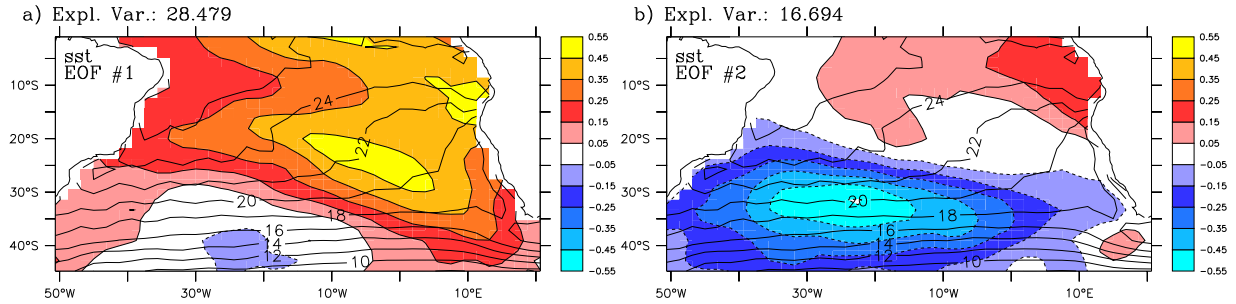 a) Expl. Var.: 28.479
sst
EOF #1
10°S
20°S
30°S
40°S
50°W
30°W
10°W
10°E
24
22
20
18
16
14
12
10
0.55
0.45
0.35
0.25
0.15
0.05
-0.05
-0.15
-0.25
-0.35
-0.45
-0.55
b) Expl. Var.: 16.694
sst
EOF #2
10°S
20°S
30°S
40°S
50°W
30°W
10°W
10°E
24
22
20
18
16
14
12
10
0.55
0.45
0.35
0.25
0.15
0.05
-0.05
-0.15
-0.25
-0.35
-0.45
-0.55